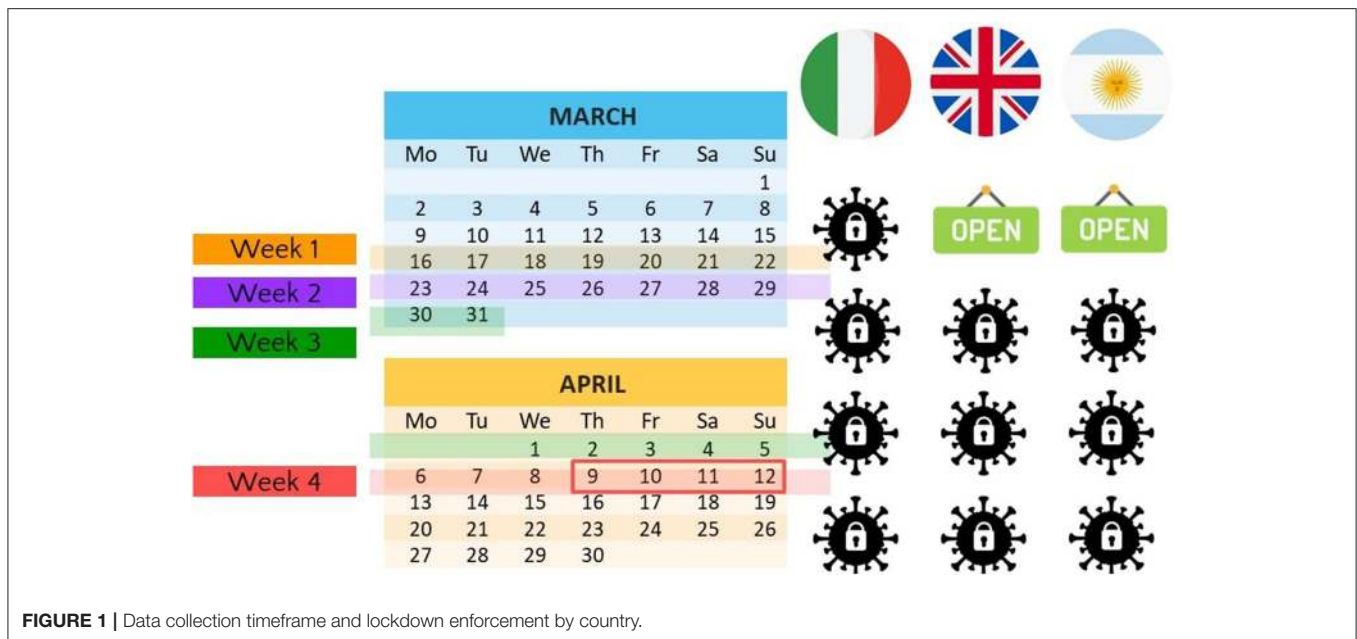 MARCH
Mo Tu We Th Fr Sa Su
1
2 3 4 5 6 7 8
9 10 11 12 13 14 15
Week 1
16 17 18 19 20 21 22
Week 2
23 24 25 26 27 28 29
30 31
Week 3
APRIL
Mo Tu We Th Fr Sa Su
1 2 3 4 5
Week 4
6 7 8 9 10 11 12
13 14 15 16 17 18 19
20 21 22 23 24 25 26
27 28 29 30
OPEN
OPEN
FIGURE 1 | Data collection timeframe and lockdown enforcement by country.